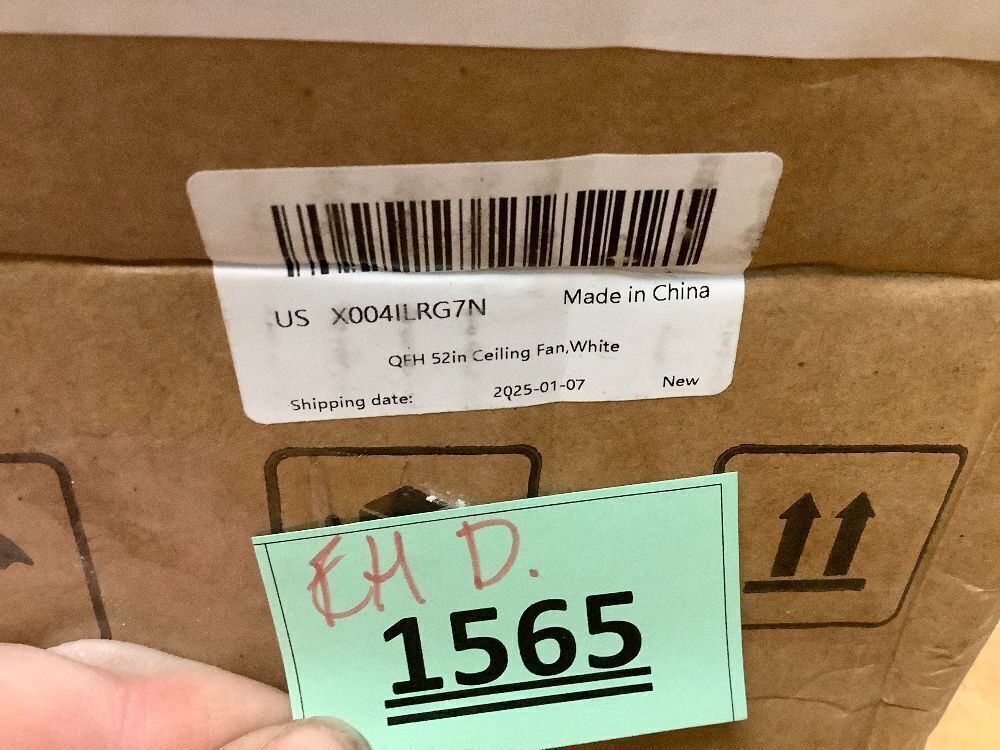 US X004ILRG7N
Made in China
QFH 52in Ceiling Fan,White
Shipping date: 2025-01-07 New
EH D.
1565